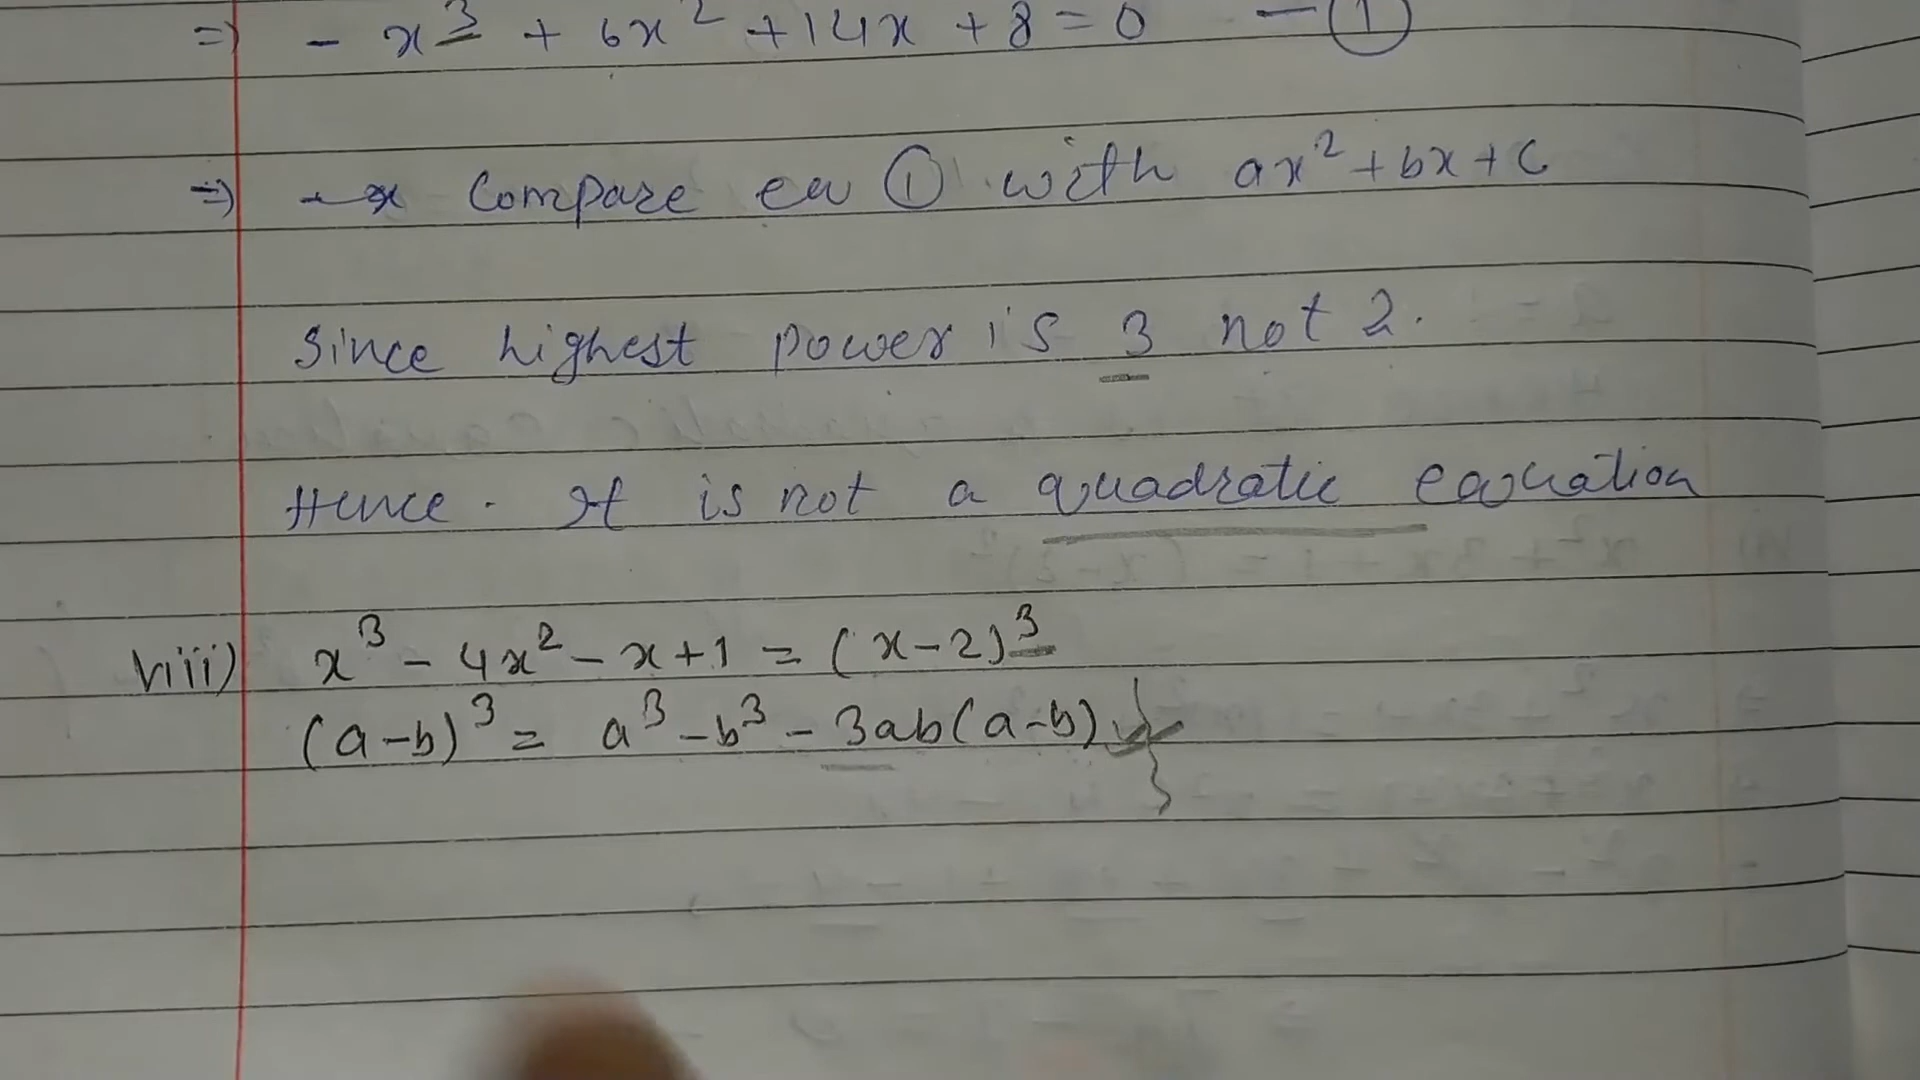 =) - x³ + 6x² + 14x + 8 = 0 — ①
=) Compare eq ① with ax² + bx + c
Since highest power is 3 not 2.
Hence . It is not a quadratic equation
viii) x³ - 4x² - x + 1 = (x - 2)³
(a-b)³ = a³ - b³ - 3ab(a-b)